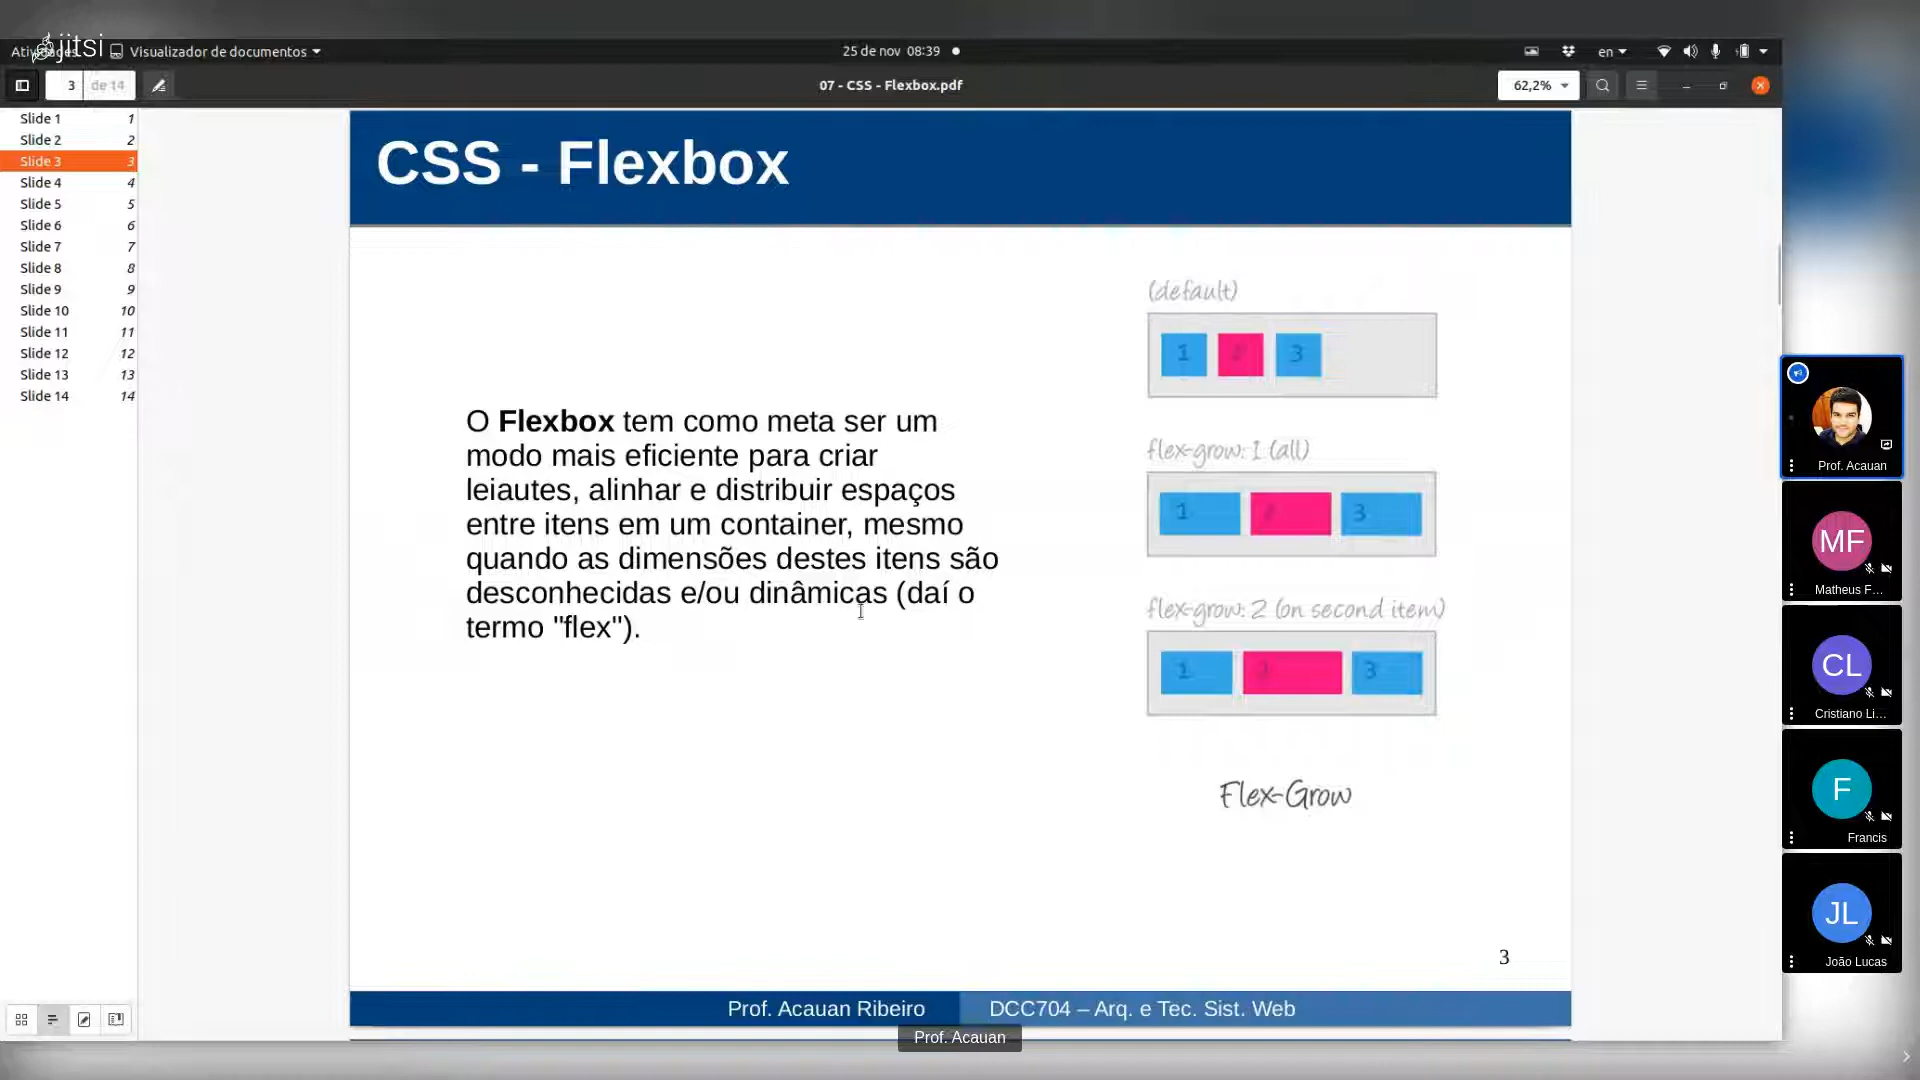 Atividades
jitsi
Visualizador de documentos
25 de nov 08:39
en
3
de 14
07 - CSS - Flexbox.pdf
62,2%
Slide 1 1
Slide 2 2
Slide 3 3
Slide 4 4
Slide 5 5
Slide 6 6
Slide 7 7
Slide 8 8
Slide 9 9
Slide 10 10
Slide 11 11
Slide 12 12
Slide 13 13
Slide 14 14
CSS - Flexbox
O Flexbox tem como meta ser um
modo mais eficiente para criar
leiautes, alinhar e distribuir espaços
entre itens em um container, mesmo
quando as dimensões destes itens são
desconhecidas e/ou dinâmicas (daí o
termo "flex").
(default)
1 2 3
flex-grow: 1 (all)
1 2 3
flex-grow: 2 (on second item)
1 2 3
Flex-Grow
3
Prof. Acauan Ribeiro
DCC704 – Arq. e Tec. Sist. Web
Prof. Acauan
Prof. Acauan
MF
Matheus F...
CL
Cristiano Li...
F
Francis
JL
João Lucas